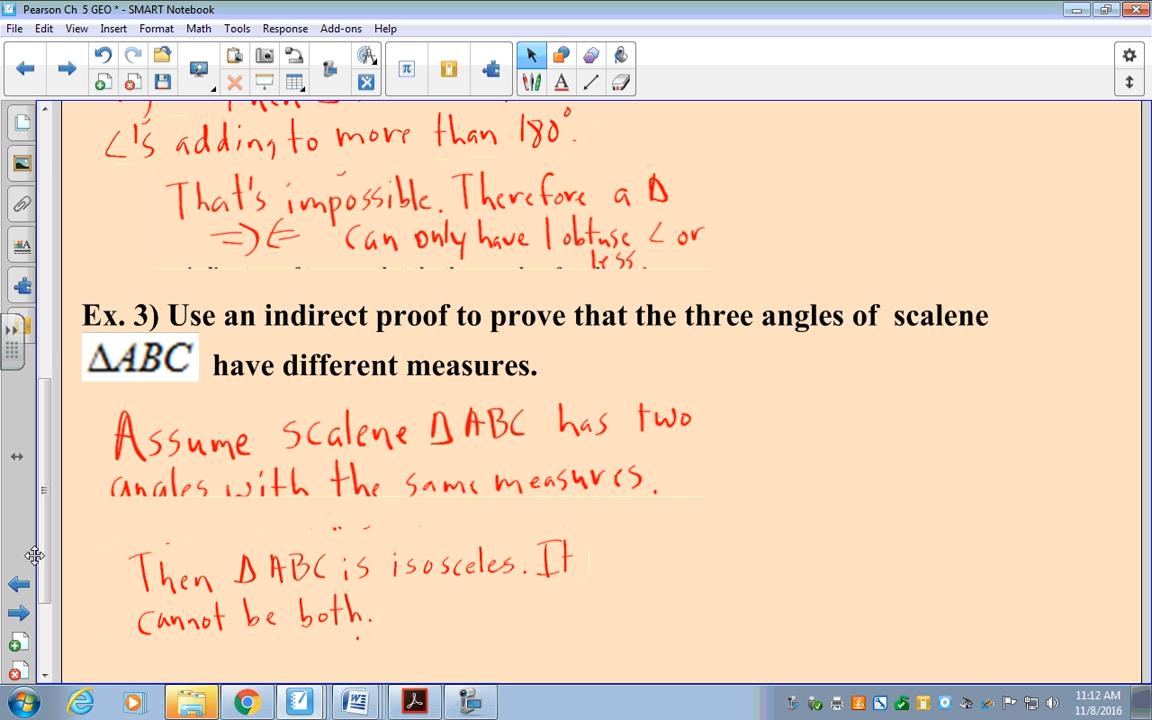 Pearson Ch 5 GEO * - SMART Notebook
File Edit View Insert Format Math Tools Response Add-ons Help
∠'s adding to more than 180°.
That's impossible. Therefore a Δ
⇒⇐ can only have 1 obtuse < or
less.
Ex. 3) Use an indirect proof to prove that the three angles of scalene
ΔABC have different measures.
Assume scalene ΔABC has two
angles with the same measures.
Then ΔABC is isosceles. It
cannot be both.
11:12 AM
11/8/2016